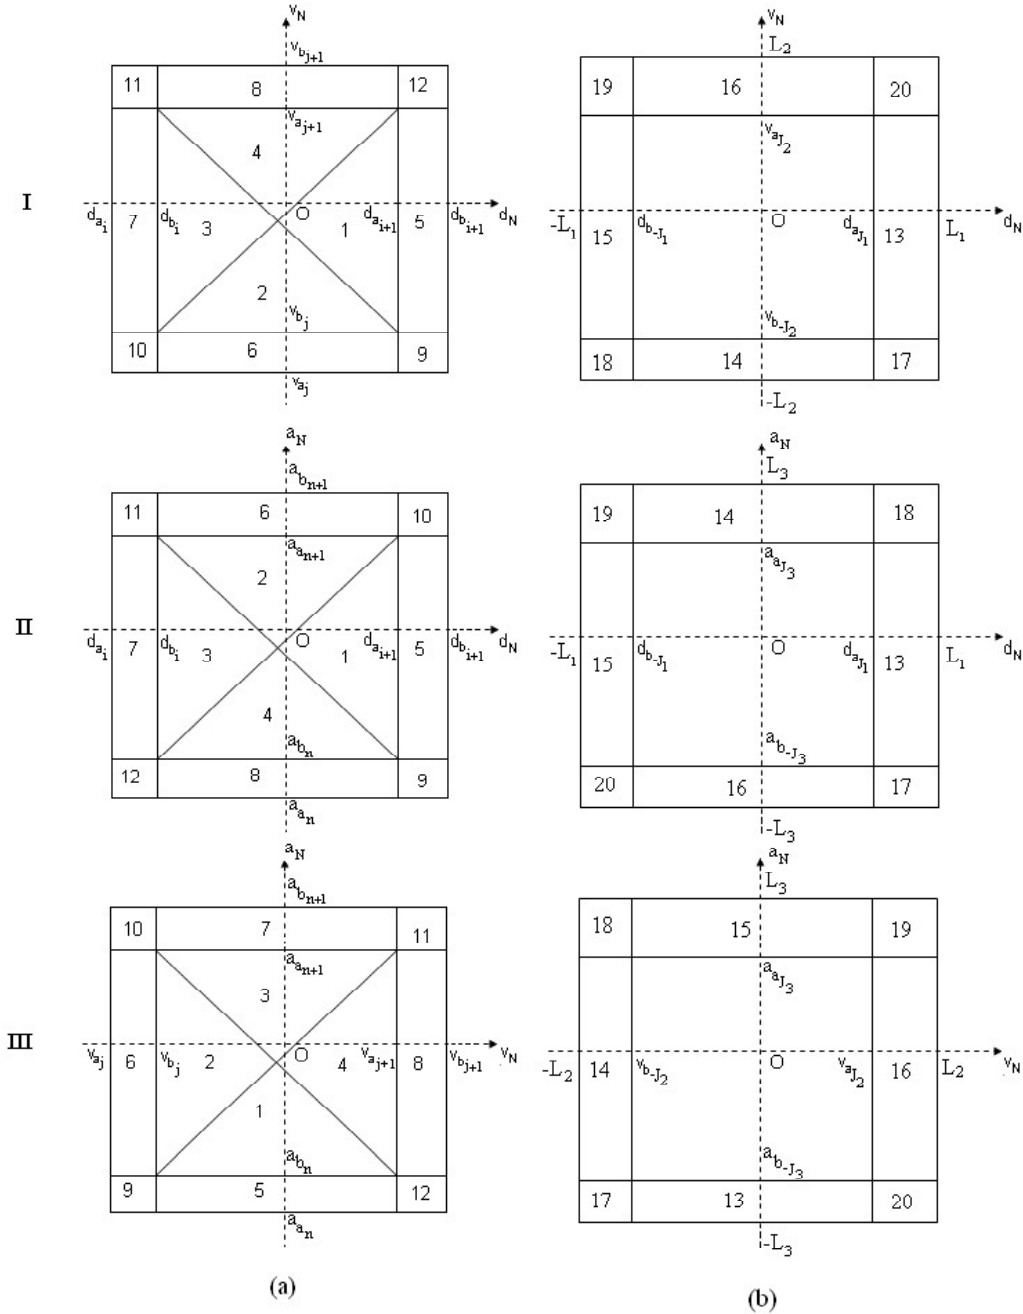 v_N v_N
v_{b_{j+1}} L_2
11 8 12 19 16 20
v_{a_{j+1}} v_{a_{J_2}}
4
I
d_{a_i} 7 d_{b_i} 3 O 1 d_{a_{i+1}} 5 d_{b_{i+1}} d_N
-L_1 15 d_{b_{-J_1}} O d_{a_{J_1}} 13 L_1 d_N
2
v_{b_j} v_{b_{-J_2}}
10 6 9 18 14 17
v_{a_j} -L_2
a_N a_N
a_{b_{n+1}} L_3
11 6 10 19 14 18
a_{a_{n+1}} a_{a_{J_3}}
2
II
d_{a_i} 7 d_{b_i} 3 O 1 d_{a_{i+1}} 5 d_{b_{i+1}} d_N
-L_1 15 d_{b_{-J_1}} O d_{a_{J_1}} 13 L_1 d_N
4
a_{b_n} a_{b_{-J_3}}
12 8 9 20 16 17
a_{a_n} -L_3
a_N a_N
a_{b_{n+1}} L_3
10 7 11 18 15 19
a_{a_{n+1}} a_{a_{J_3}}
3
III
v_{a_j} 6 v_{b_j} 2 O 4 v_{a_{j+1}} 8 v_{b_{j+1}} v_N
-L_2 14 v_{b_{-J_2}} O v_{a_{J_2}} 16 L_2 v_N
1
a_{b_n} a_{b_{-J_3}}
9 5 12 17 13 20
a_{a_n} -L_3
(a) (b)